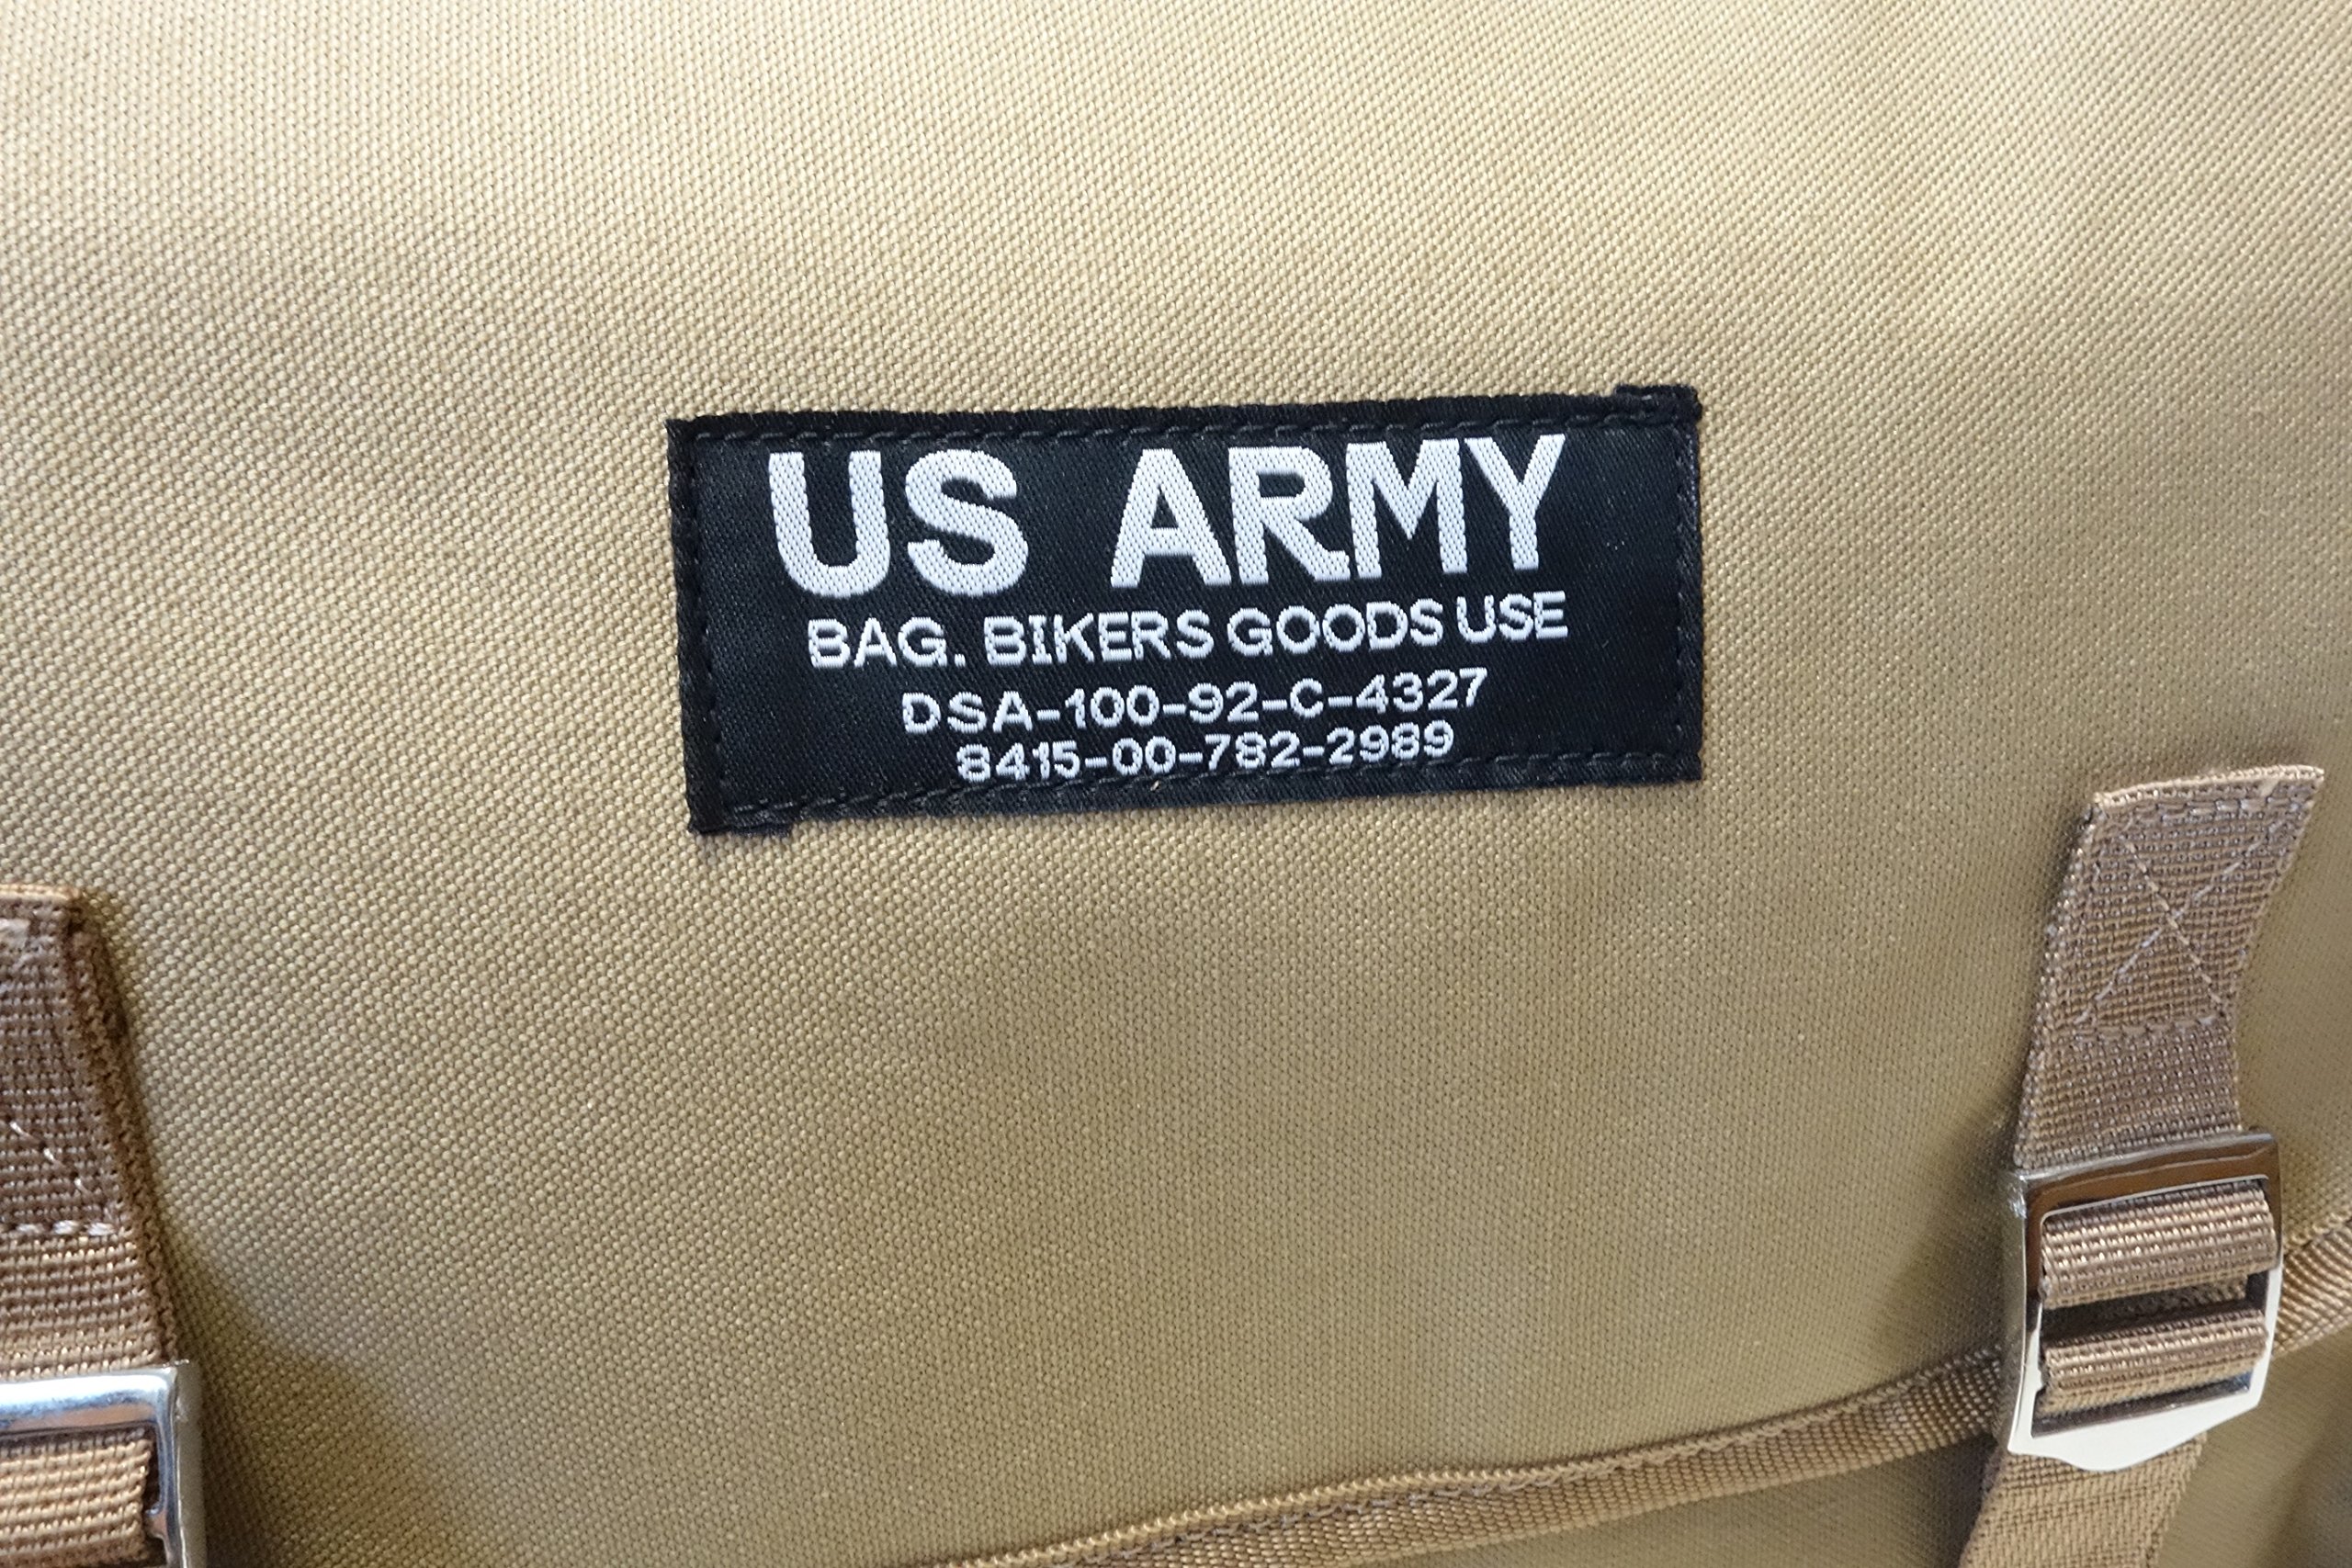 US ARMY
BAG. BIKERS GOODS USE
DSA-100-92-C-4327
8415-00-782-2989